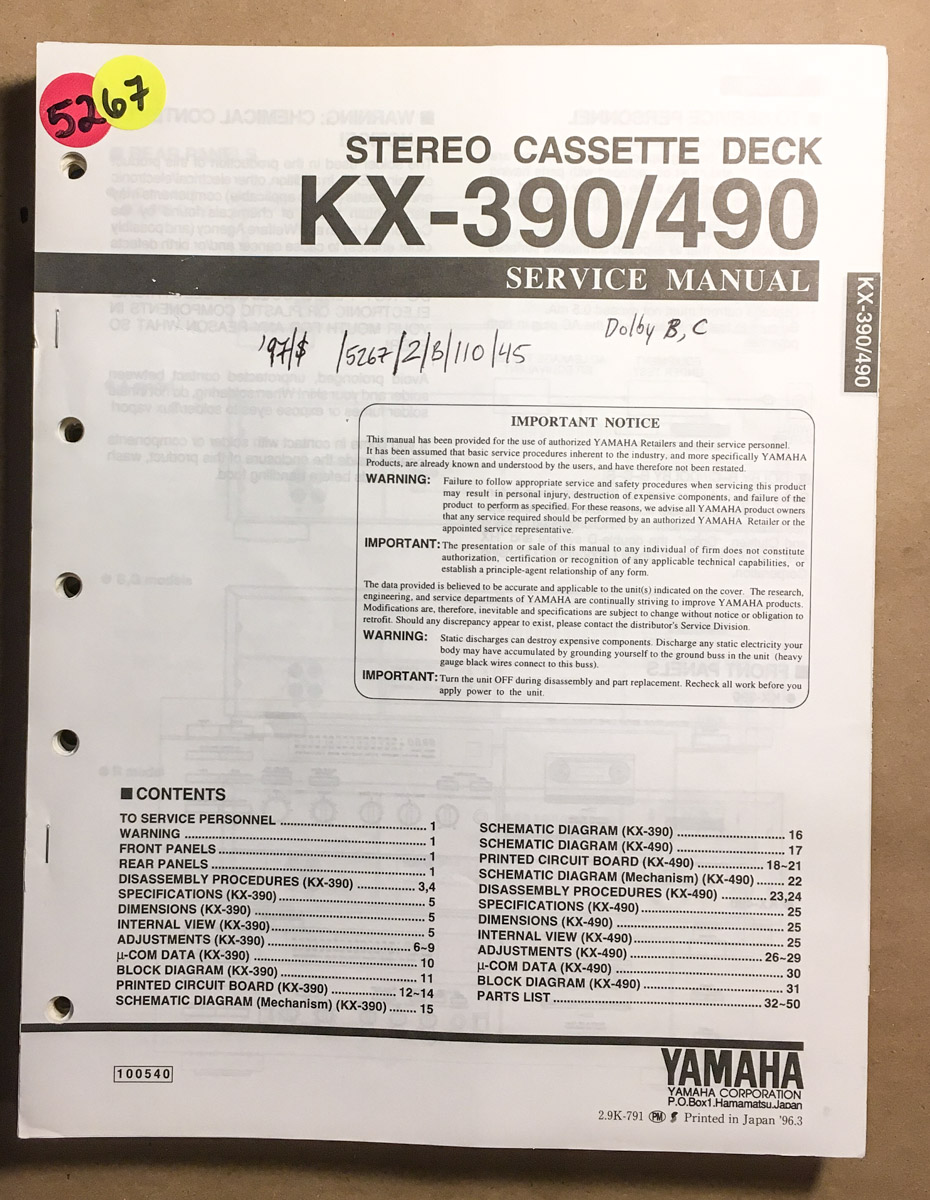 5267
STEREO CASSETTE DECK
KX-390/490
SERVICE MANUAL
KX-390/490
Dolby B, C
'97/$ /5267/2/B/110/45
IMPORTANT NOTICE
This manual has been provided for the use of authorized YAMAHA Retailers and their service personnel.
It has been assumed that basic service procedures inherent to the industry, and more specifically YAMAHA
Products, are already known and understood by the users, and have therefore not been restated.
WARNING: Failure to follow appropriate service and safety procedures when servicing this product
may result in personal injury, destruction of expensive components, and failure of the
product to perform as specified. For these reasons, we advise all YAMAHA product owners
that any service required should be performed by an authorized YAMAHA Retailer or the
appointed service representative.
IMPORTANT: The presentation or sale of this manual to any individual of firm does not constitute
authorization, certification or recognition of any applicable technical capabilities, or
establish a principle-agent relationship of any form.
The data provided is believed to be accurate and applicable to the unit(s) indicated on the cover. The research,
engineering, and service departments of YAMAHA are continually striving to improve YAMAHA products.
Modifications are, therefore, inevitable and specifications are subject to change without notice or obligation to
retrofit. Should any discrepancy appear to exist, please contact the distributor's Service Division.
WARNING: Static discharges can destroy expensive components. Discharge any static electricity your
body may have accumulated by grounding yourself to the ground buss in the unit (heavy
gauge black wires connect to this buss).
IMPORTANT: Turn the unit OFF during disassembly and part replacement. Recheck all work before you
apply power to the unit.
■ CONTENTS
TO SERVICE PERSONNEL ........ 1
WARNING ........ 1
FRONT PANELS ........ 1
REAR PANELS ........ 1
DISASSEMBLY PROCEDURES (KX-390) ........ 3,4
SPECIFICATIONS (KX-390) ........ 5
DIMENSIONS (KX-390) ........ 5
INTERNAL VIEW (KX-390) ........ 5
ADJUSTMENTS (KX-390) ........ 6~9
μ-COM DATA (KX-390) ........ 10
BLOCK DIAGRAM (KX-390) ........ 11
PRINTED CIRCUIT BOARD (KX-390) ........ 12~14
SCHEMATIC DIAGRAM (Mechanism) (KX-390) ........ 15
SCHEMATIC DIAGRAM (KX-390) ........ 16
SCHEMATIC DIAGRAM (KX-490) ........ 17
PRINTED CIRCUIT BOARD (KX-490) ........ 18~21
SCHEMATIC DIAGRAM (Mechanism) (KX-490) ........ 22
DISASSEMBLY PROCEDURES (KX-490) ........ 23,24
SPECIFICATIONS (KX-490) ........ 25
DIMENSIONS (KX-490) ........ 25
INTERNAL VIEW (KX-490) ........ 25
ADJUSTMENTS (KX-490) ........ 26~29
μ-COM DATA (KX-490) ........ 30
BLOCK DIAGRAM (KX-490) ........ 31
PARTS LIST ........ 32~50
100540
YAMAHA
YAMAHA CORPORATION
P.O.Box1.Hamamatsu.Japan
2.9K-791 PM Printed in Japan '96.3